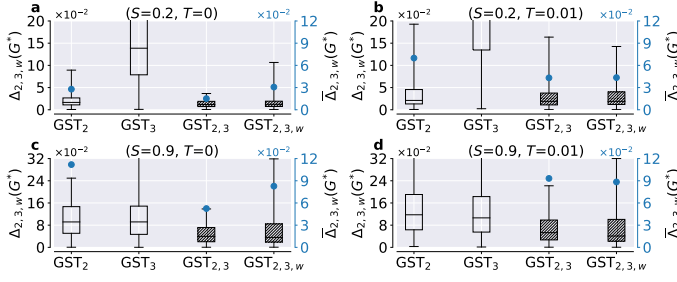 a (S=0.2, T=0) b (S=0.2, T=0.01)
×10⁻² ×10⁻² ×10⁻² ×10⁻²
20 12 20 12
15 9 15 9
10 6 10 6
5 3 5 3
0 0 0 0
Δ₂,₃,w(G*) Δ̅₂,₃,w(G*) Δ₂,₃,w(G*) Δ̅₂,₃,w(G*)
GST₂ GST₃ GST₂,₃ GST₂,₃,w GST₂ GST₃ GST₂,₃ GST₂,₃,w
c (S=0.9, T=0) d (S=0.9, T=0.01)
×10⁻² ×10⁻² ×10⁻² ×10⁻²
32 12 32 12
24 9 24 9
16 6 16 6
8 3 8 3
0 0 0 0
Δ₂,₃,w(G*) Δ̅₂,₃,w(G*) Δ₂,₃,w(G*) Δ̅₂,₃,w(G*)
GST₂ GST₃ GST₂,₃ GST₂,₃,w GST₂ GST₃ GST₂,₃ GST₂,₃,w